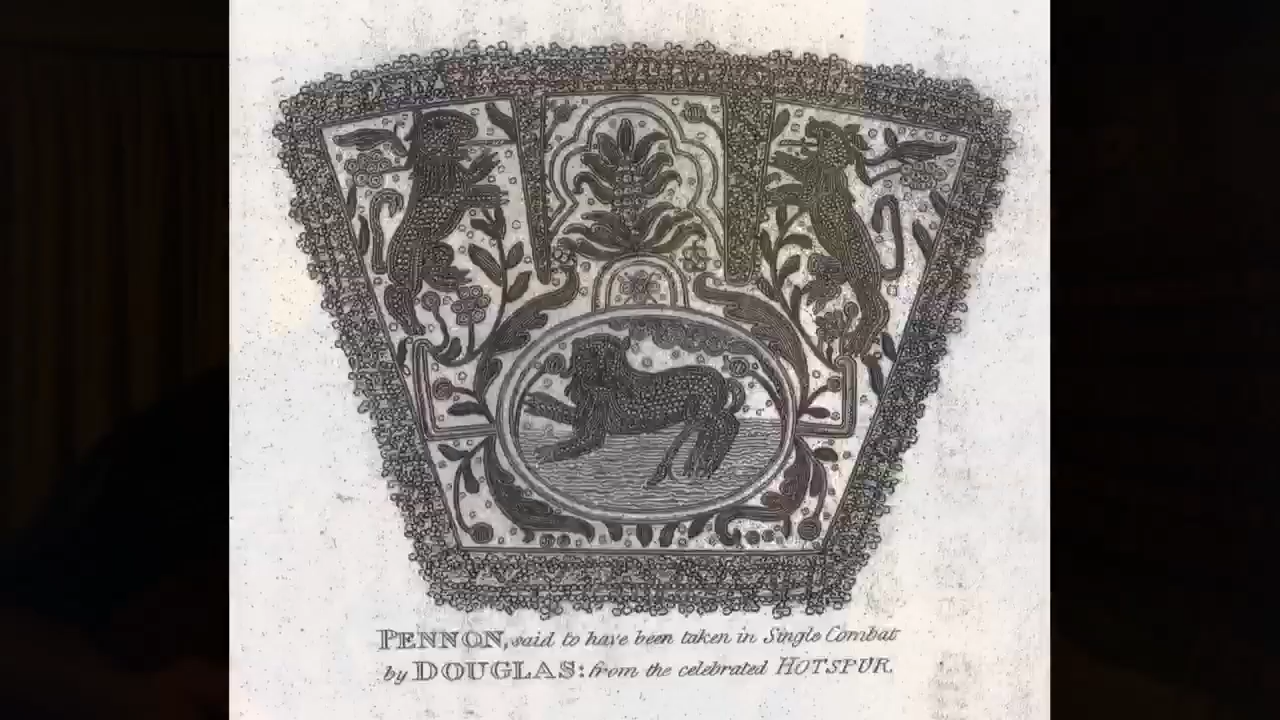 PENNON, said to have been taken in Single Combat
by DOUGLAS: from the celebrated HOTSPUR.